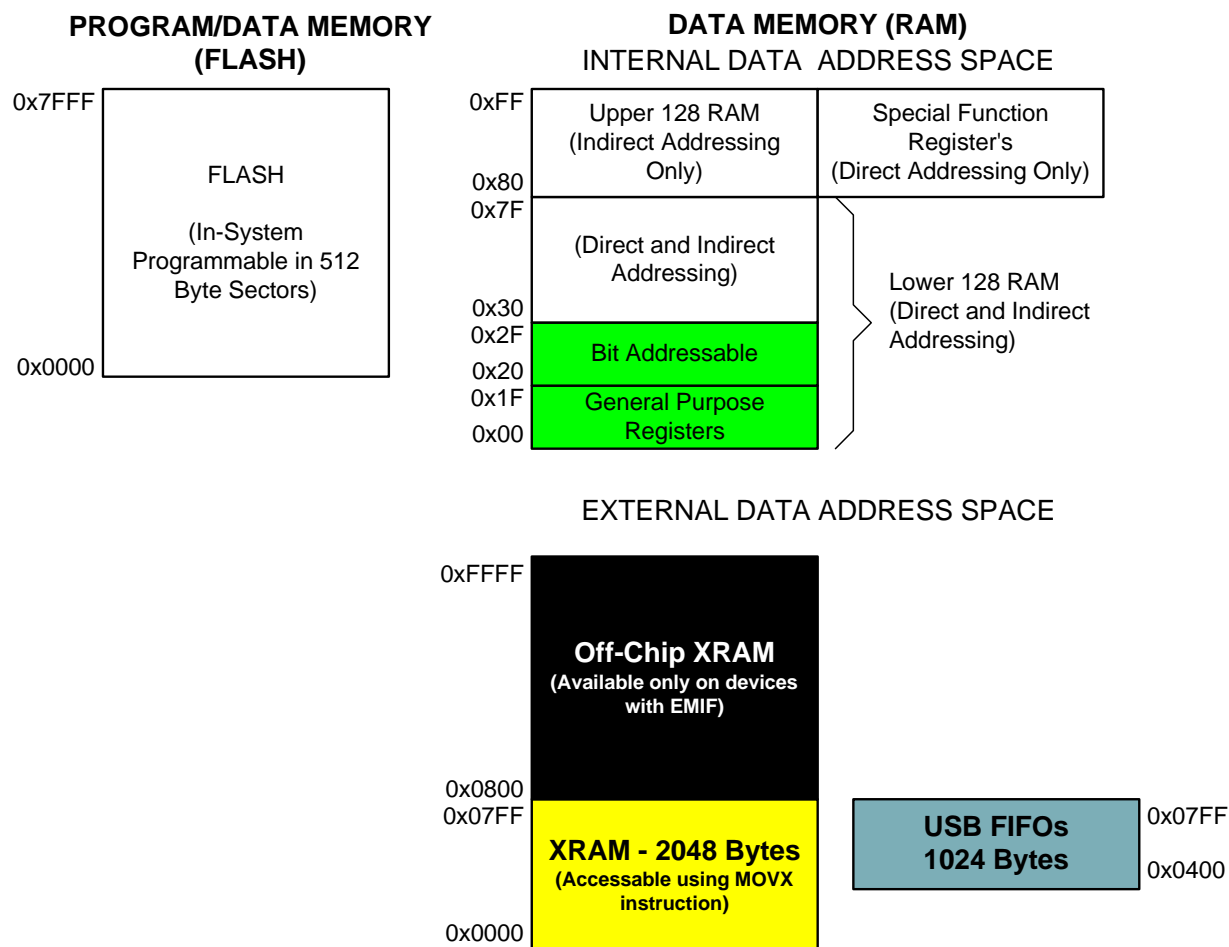 PROGRAM/DATA MEMORY
(FLASH)
0x7FFF
FLASH
(In-System
Programmable in 512
Byte Sectors)
0x0000
DATA MEMORY (RAM)
INTERNAL DATA ADDRESS SPACE
0xFF
Upper 128 RAM
(Indirect Addressing
Only)
0x80
Special Function
Register's
(Direct Addressing Only)
0x7F
(Direct and Indirect
Addressing)
0x30
Lower 128 RAM
(Direct and Indirect
Addressing)
0x2F
Bit Addressable
0x20
0x1F
General Purpose
Registers
0x00
EXTERNAL DATA ADDRESS SPACE
0xFFFF
Off-Chip XRAM
(Available only on devices
with EMIF)
0x0800
0x07FF
XRAM - 2048 Bytes
(Accessable using MOVX
instruction)
0x0000
USB FIFOs
1024 Bytes
0x07FF
0x0400